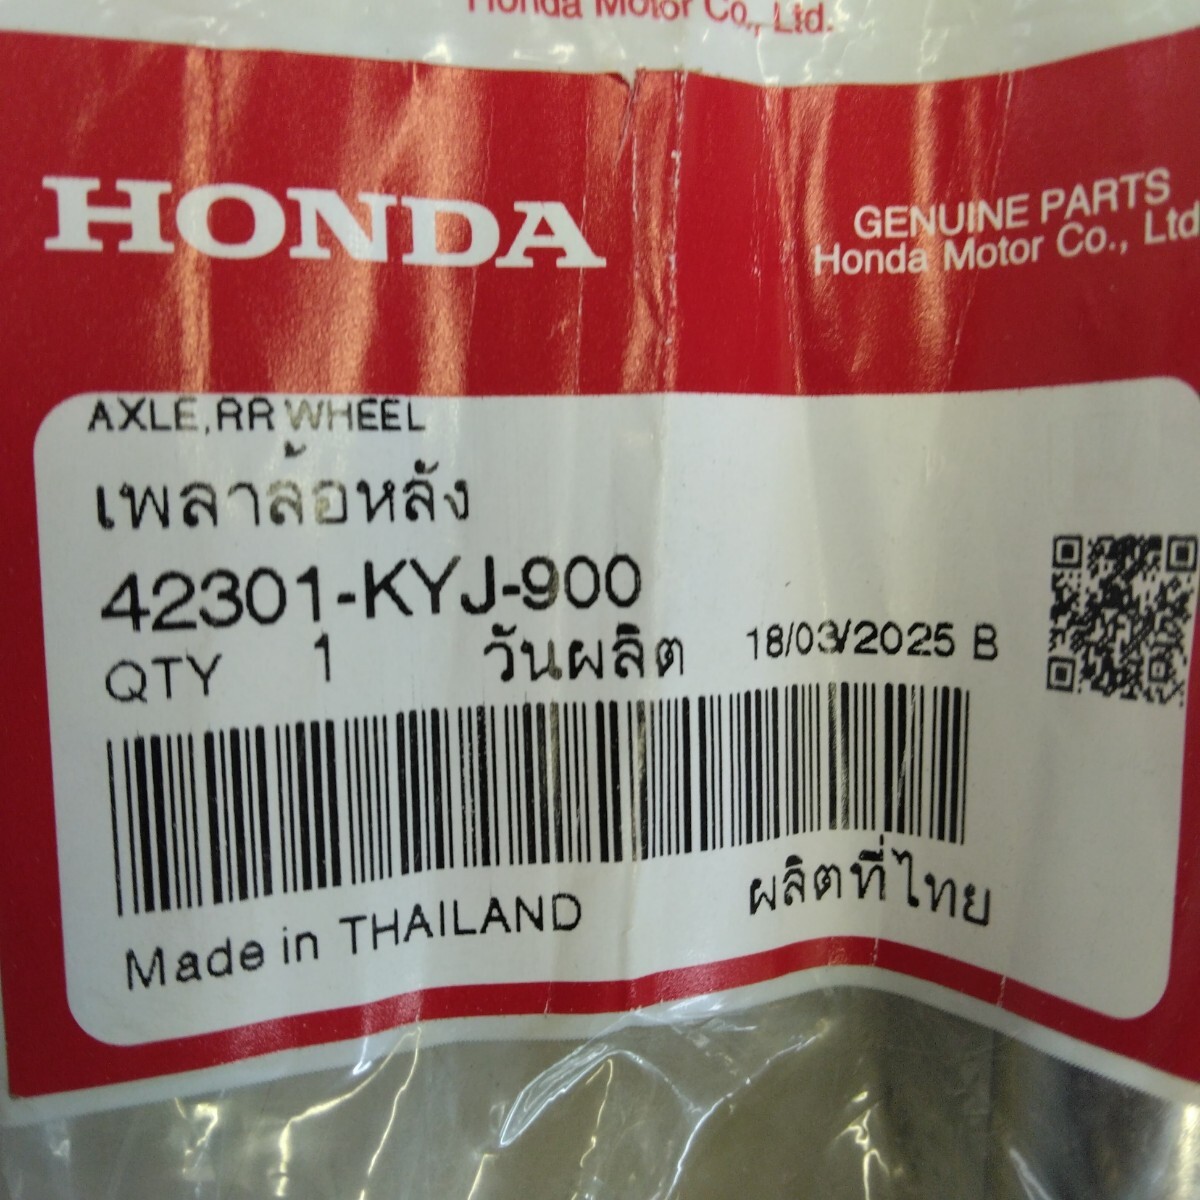 Honda Motor Co., Ltd.
HONDA
GENUINE PARTS
Honda Motor Co., Ltd
AXLE,RR WHEEL
เพลาล้อหลัง
42301-KYJ-900
QTY 1 วันผลิต 18/03/2025 B
Made in THAILAND ผลิตที่ไทย